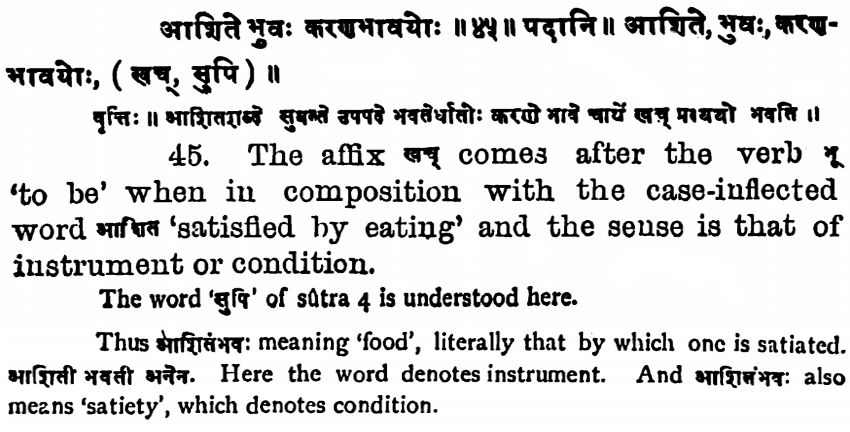 आशिते भुवः करणभावयोः ॥ ४५ ॥ पदानि ॥ आशिते, भुवः, करण-
भावयोः, ( खच्, सुपि ) ॥
वृत्तिः ॥ आशितशब्दे सुबन्ते उपपदे भवतेर्धातोः करणे भावे चार्थे खच् प्रत्ययो भवति ॥
45. The affix खच् comes after the verb भू
‘to be’ when in composition with the case-inflected
word आशित ‘satisfied by eating’ and the sense is that of
instrument or condition.
The word ‘सुपि’ of sûtra 4 is understood here.
Thus आशितंभवः meaning ‘food’, literally that by which one is satiated.
आशिती भवती अनेन. Here the word denotes instrument. And आशितंभवः also
means ‘satiety’, which denotes condition.